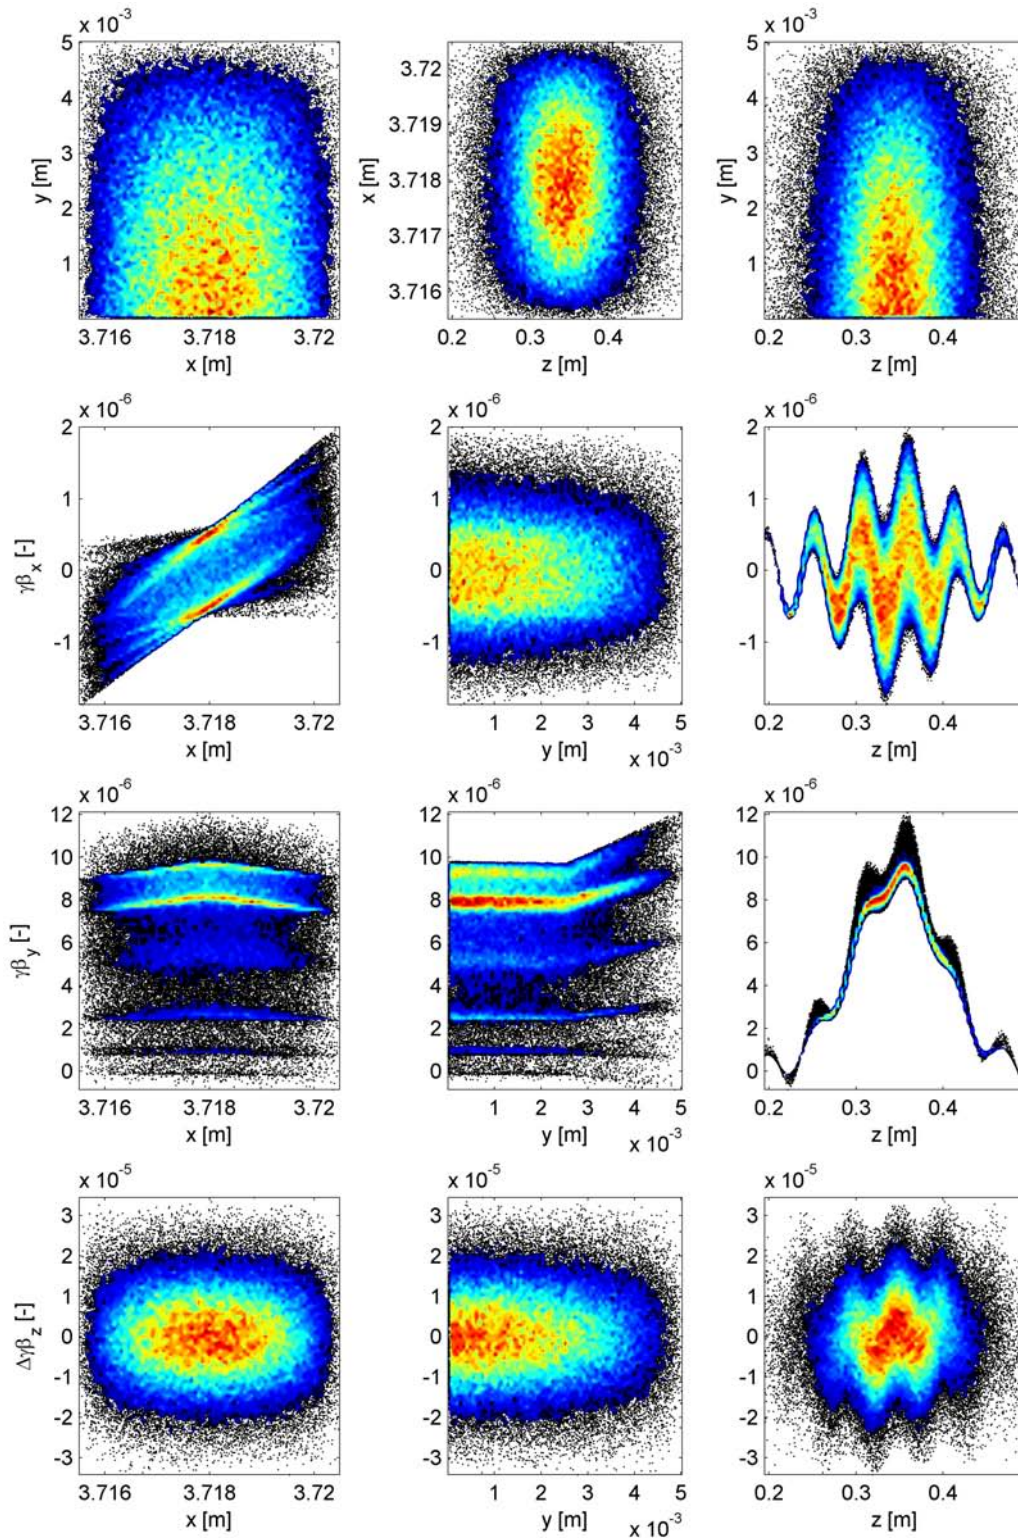 x 10-3
5
4
3
2
1
y [m]
3.716 3.718 3.72
x [m]
3.72
3.719
3.718
3.717
3.716
x [m]
0.2 0.3 0.4
z [m]
x 10-3
5
4
3
2
1
y [m]
0.2 0.3 0.4
z [m]
x 10-6
2
1
0
-1
γβx [-]
3.716 3.718 3.72
x [m]
x 10-6
2
1
0
-1
1 2 3 4 5
y [m] x 10-3
x 10-6
2
1
0
-1
0.2 0.3 0.4
z [m]
x 10-6
12
10
8
6
4
2
0
γβy [-]
3.716 3.718 3.72
x [m]
x 10-6
12
10
8
6
4
2
0
1 2 3 4 5
y [m] x 10-3
x 10-6
12
10
8
6
4
2
0
0.2 0.3 0.4
z [m]
x 10-5
3
2
1
0
-1
-2
-3
Δγβz [-]
3.716 3.718 3.72
x [m]
x 10-5
3
2
1
0
-1
-2
-3
1 2 3 4 5
y [m] x 10-3
x 10-5
3
2
1
0
-1
-2
-3
0.2 0.3 0.4
z [m]